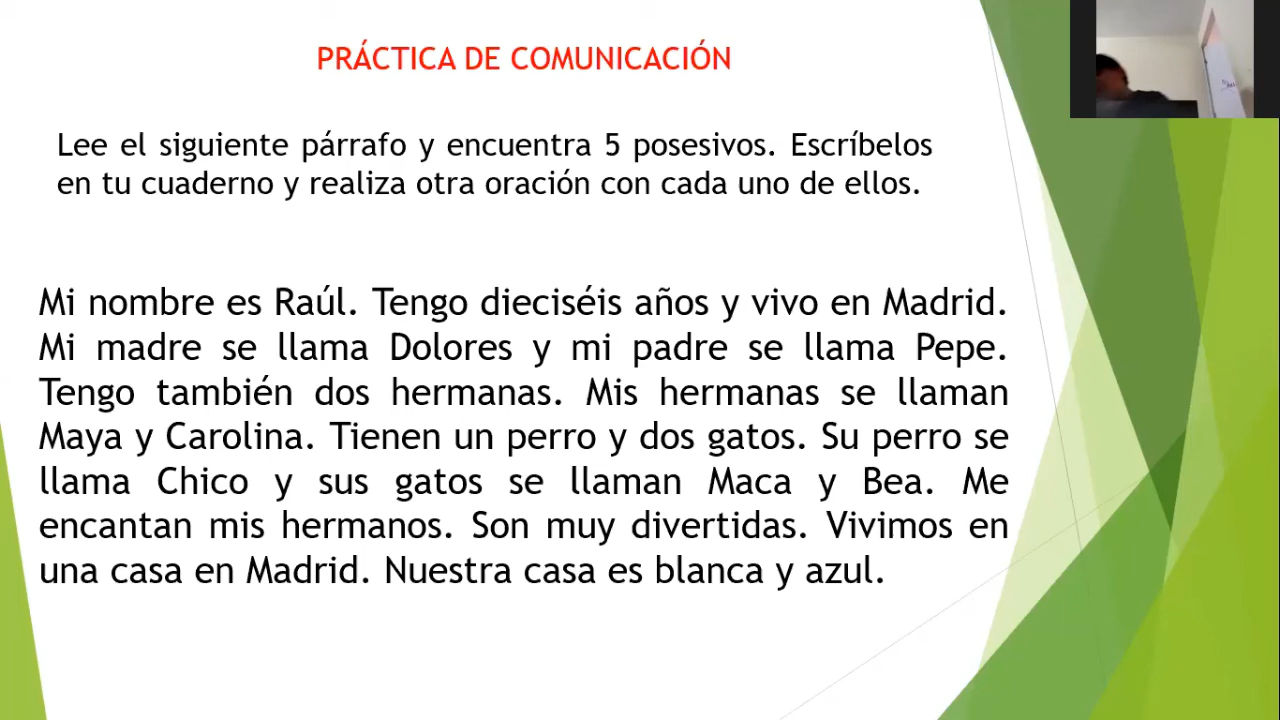 PRÁCTICA DE COMUNICACIÓN
Lee el siguiente párrafo y encuentra 5 posesivos. Escríbelos
en tu cuaderno y realiza otra oración con cada uno de ellos.
Mi nombre es Raúl. Tengo dieciséis años y vivo en Madrid.
Mi madre se llama Dolores y mi padre se llama Pepe.
Tengo también dos hermanas. Mis hermanas se llaman
Maya y Carolina. Tienen un perro y dos gatos. Su perro se
llama Chico y sus gatos se llaman Maca y Bea. Me
encantan mis hermanos. Son muy divertidas. Vivimos en
una casa en Madrid. Nuestra casa es blanca y azul.